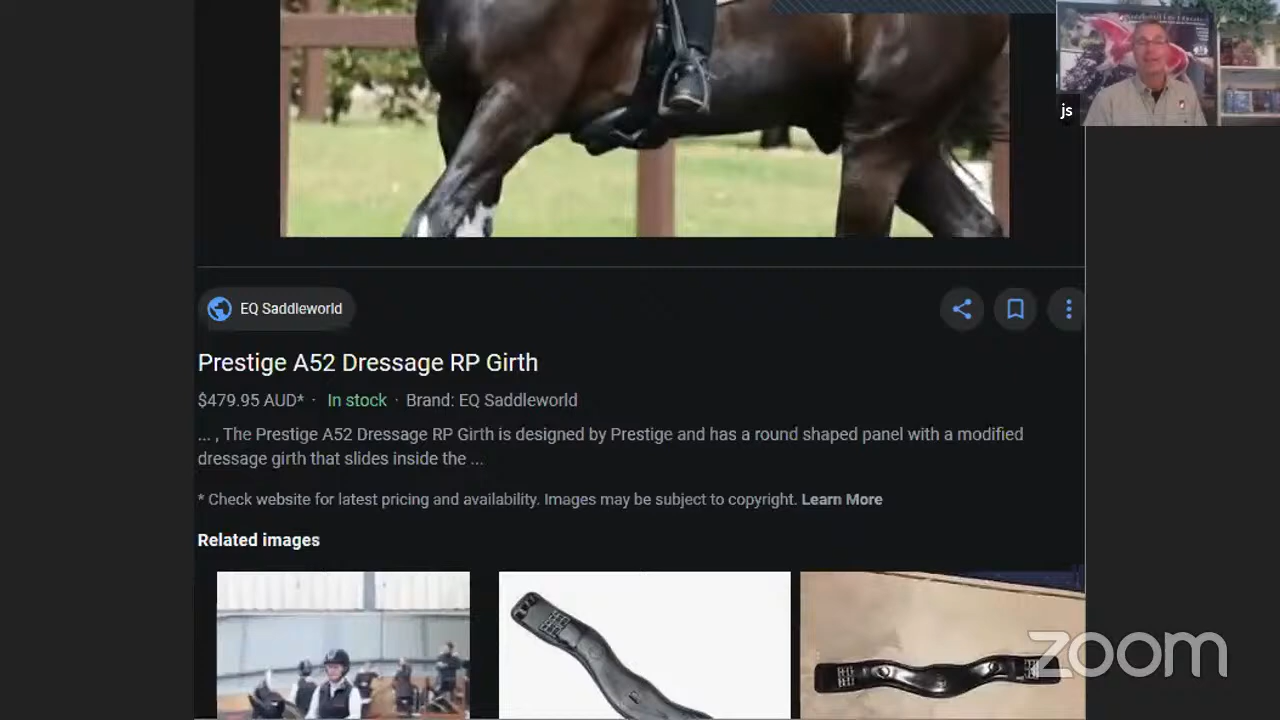 js
EQ Saddleworld
Prestige A52 Dressage RP Girth
$479.95 AUD* · In stock · Brand: EQ Saddleworld
... , The Prestige A52 Dressage RP Girth is designed by Prestige and has a round shaped panel with a modified
dressage girth that slides inside the ...
* Check website for latest pricing and availability. Images may be subject to copyright. Learn More
Related images
zoom